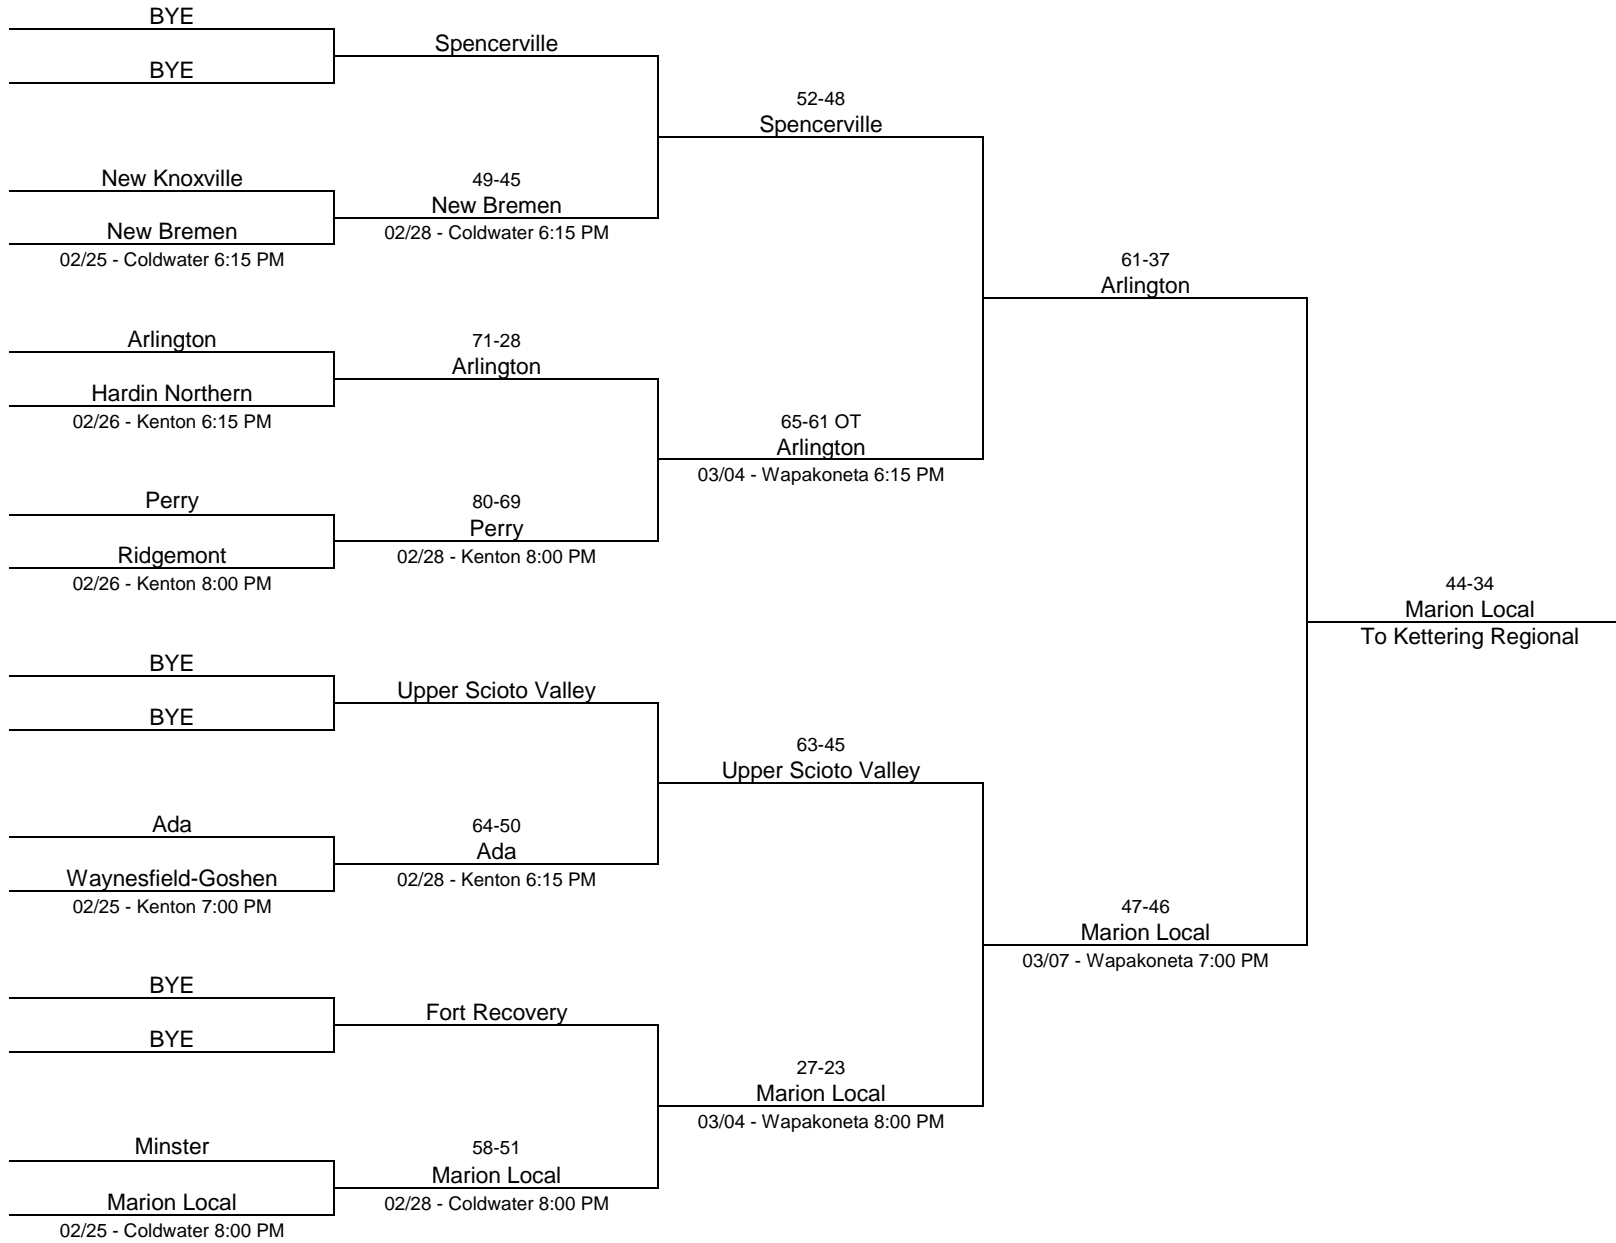 BYE
BYE
New Knoxville
New Bremen
02/25 - Coldwater 6:15 PM
Arlington
Hardin Northern
02/26 - Kenton 6:15 PM
Perry
Ridgemont
02/26 - Kenton 8:00 PM
BYE
BYE
Ada
Waynesfield-Goshen
02/25 - Kenton 7:00 PM
BYE
BYE
Minster
Marion Local
02/25 - Coldwater 8:00 PM
Spencerville
49-45
New Bremen
02/28 - Coldwater 6:15 PM
71-28
Arlington
80-69
Perry
02/28 - Kenton 8:00 PM
Upper Scioto Valley
64-50
Ada
02/28 - Kenton 6:15 PM
Fort Recovery
58-51
Marion Local
02/28 - Coldwater 8:00 PM
52-48
Spencerville
65-61 OT
Arlington
03/04 - Wapakoneta 6:15 PM
63-45
Upper Scioto Valley
27-23
Marion Local
03/04 - Wapakoneta 8:00 PM
61-37
Arlington
47-46
Marion Local
03/07 - Wapakoneta 7:00 PM
44-34
Marion Local
To Kettering Regional